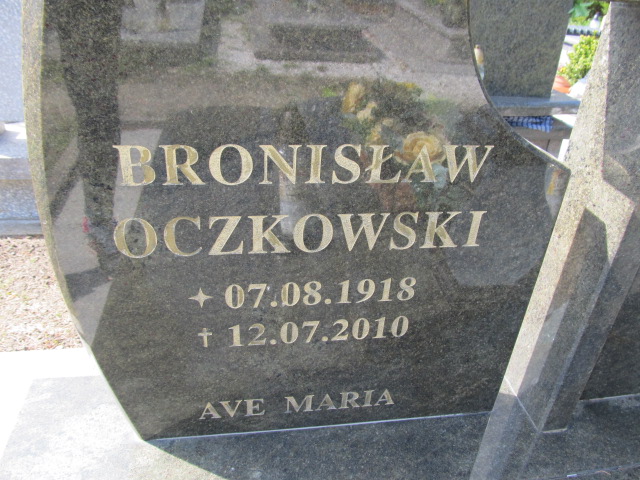 BRONISŁAW
OCZKOWSKI
✦ 07.08.1918
† 12.07.2010
AVE MARIA